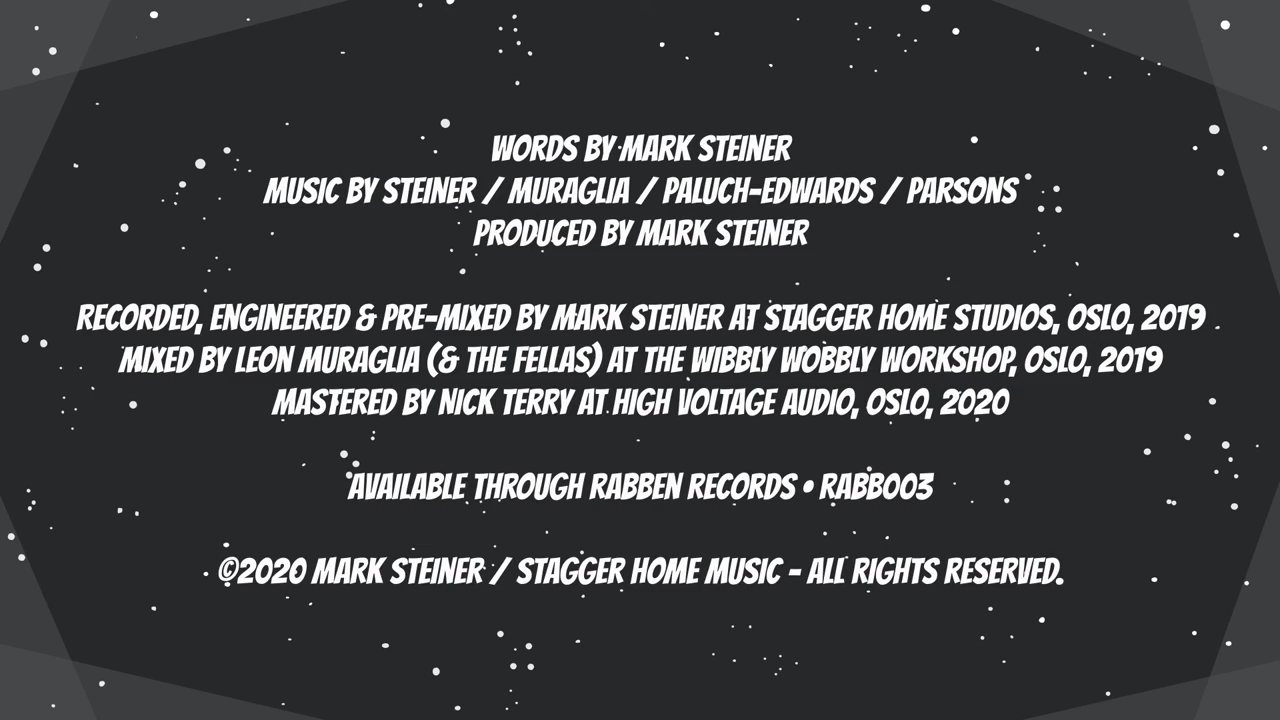 WORDS BY MARK STEINER
MUSIC BY STEINER / MURAGLIA / PALUCH-EDWARDS / PARSONS
PRODUCED BY MARK STEINER
RECORDED, ENGINEERED & PRE-MIXED BY MARK STEINER AT STAGGER HOME STUDIOS, OSLO, 2019
MIXED BY LEON MURAGLIA (& THE FELLAS) AT THE WIBBLY WOBBLY WORKSHOP, OSLO, 2019
MASTERED BY NICK TERRY AT HIGH VOLTAGE AUDIO, OSLO, 2020
AVAILABLE THROUGH RABBEN RECORDS • RABB003
©2020 MARK STEINER / STAGGER HOME MUSIC - ALL RIGHTS RESERVED.